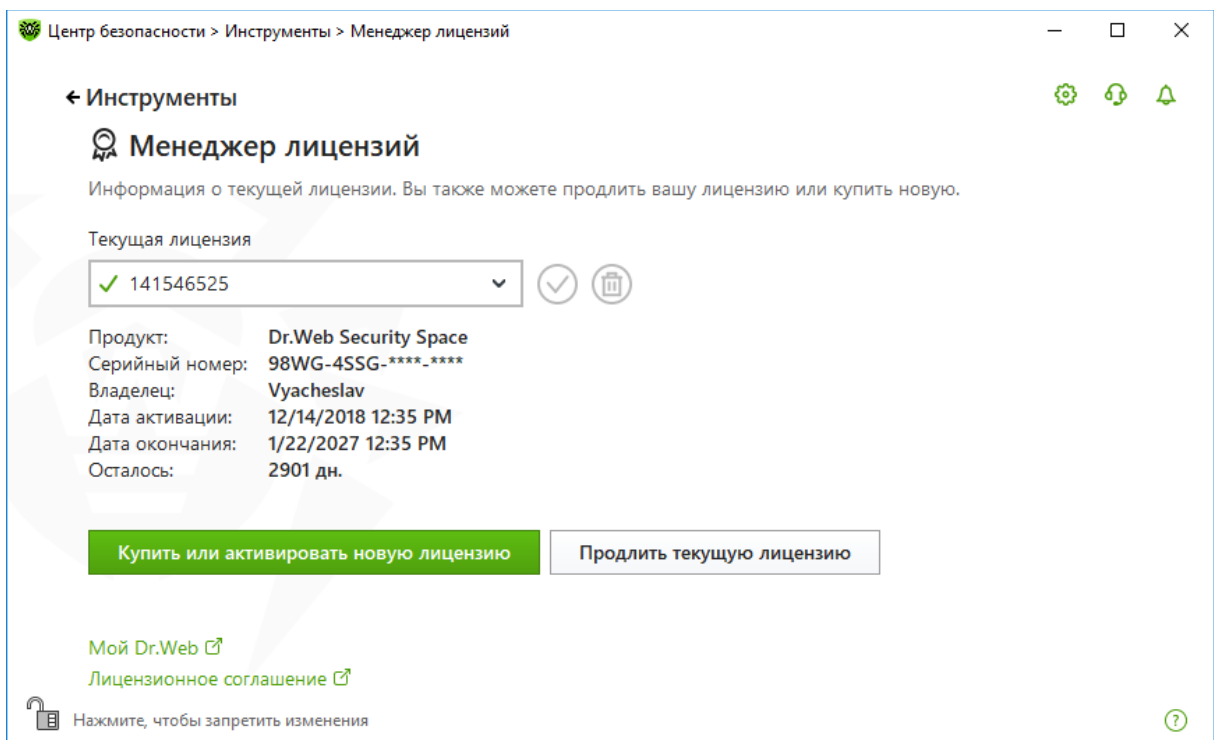 Центр безопасности > Инструменты > Менеджер лицензий
Инструменты
Менеджер лицензий
Информация о текущей лицензии. Вы также можете продлить вашу лицензию или купить новую.
Текущая лицензия
141546525
Продукт: Dr.Web Security Space
Серийный номер: 98WG-4SSG-****-****
Владелец: Vyacheslav
Дата активации: 12/14/2018 12:35 PM
Дата окончания: 1/22/2027 12:35 PM
Осталось: 2901 дн.
Купить или активировать новую лицензию Продлить текущую лицензию
Мой Dr.Web
Лицензионное соглашение
Нажмите, чтобы запретить изменения